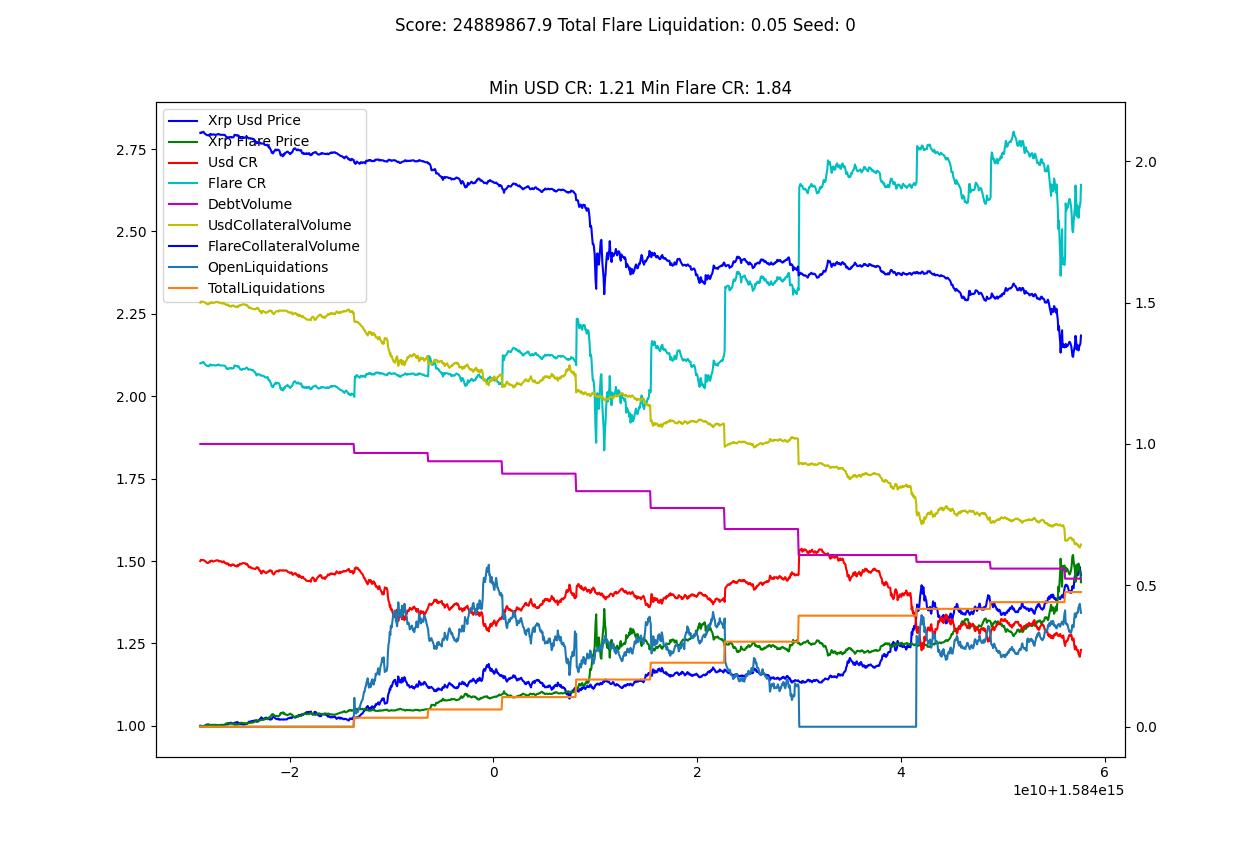 Score: 24889867.9 Total Flare Liquidation: 0.05 Seed: 0
Min USD CR: 1.21 Min Flare CR: 1.84
Xrp Usd Price
Xrp Flare Price
Usd CR
Flare CR
DebtVolume
UsdCollateralVolume
FlareCollateralVolume
OpenLiquidations
TotalLiquidations
2.75
2.50
2.25
2.00
1.75
1.50
1.25
1.00
2.0
1.5
1.0
0.5
0.0
−2
0
2
4
6
1e10+1.584e15